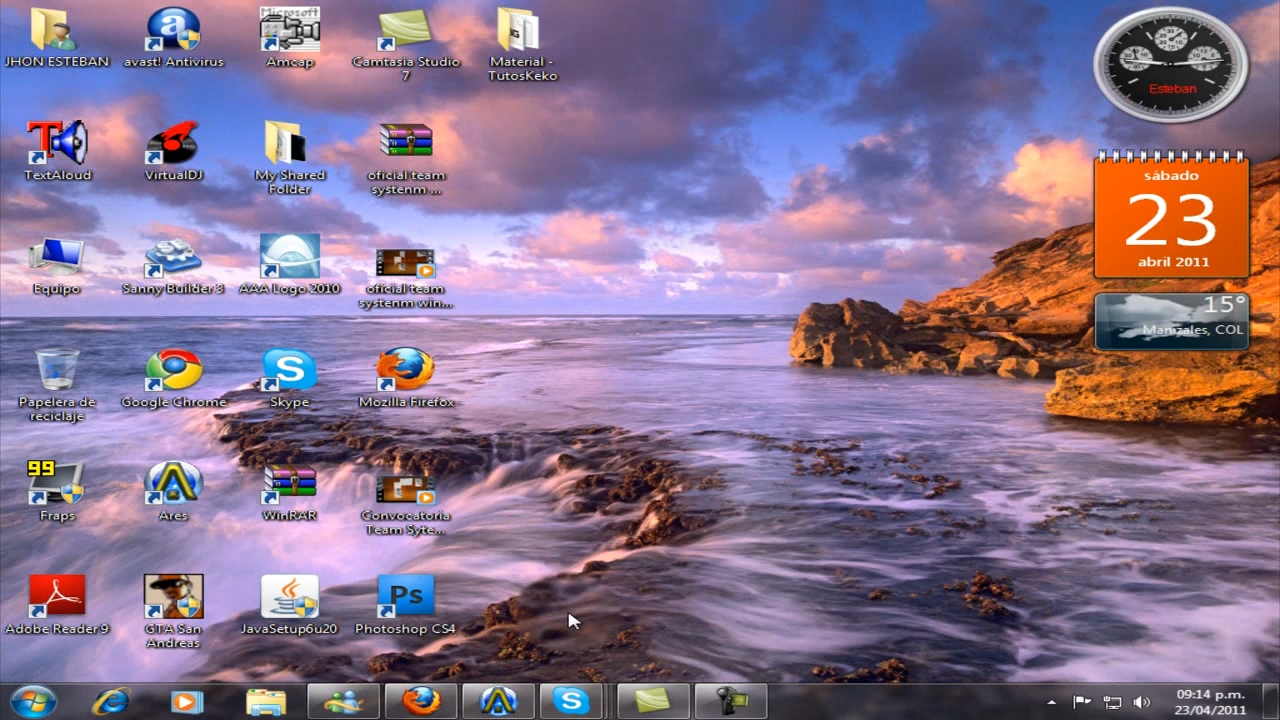 JHON ESTEBAN
avast! Antivirus
Microsoft
Amcap
Camtasia Studio
7
Material -
TutosKeko
TextAloud
VirtualDJ
My Shared
Folder
oficial team
systenm ...
Equipo
Sanny Builder 3
AAA Logo 2010
oficial team
systenm win...
Papelera de
reciclaje
Google Chrome
Skype
Mozilla Firefox
99
Fraps
Ares
WinRAR
Convocatoria
Team Syte...
Adobe Reader 9
GTA San
Andreas
JavaSetup6u20
Ps
Photoshop CS4
Esteban
sábado
23
abril 2011
15°
Manizales, COL
09:14 p.m.
23/04/2011